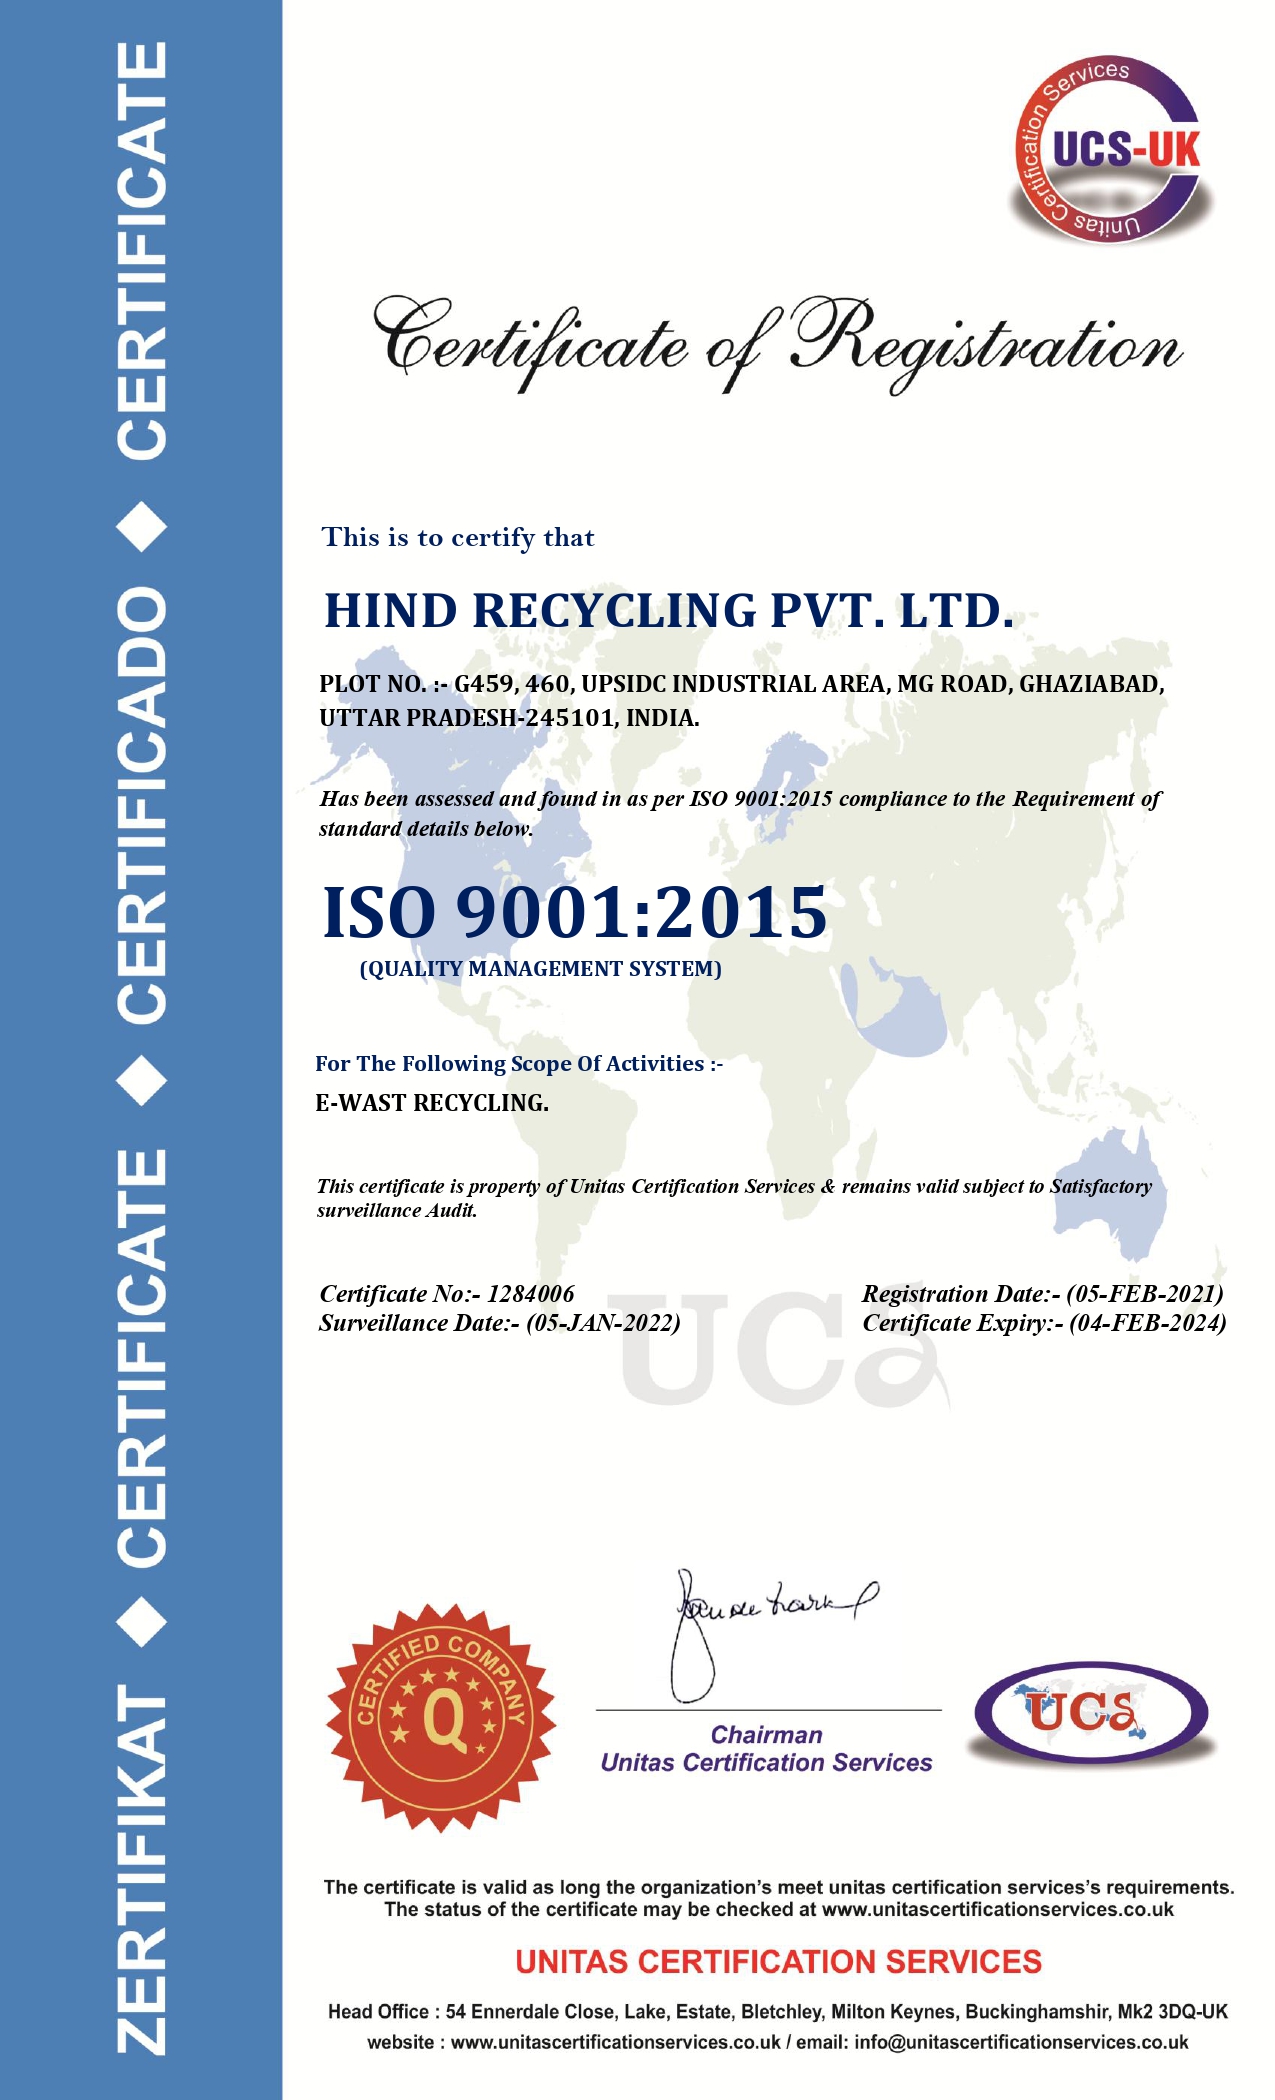 ZERTIFIKAT ◆ CERTIFICATE ◆ CERTIFICADO ◆ CERTIFICATE
Unitas Certification Services
UCS-UK
Certificate of Registration
This is to certify that
HIND RECYCLING PVT. LTD.
PLOT NO. :- G459, 460, UPSIDC INDUSTRIAL AREA, MG ROAD, GHAZIABAD,
UTTAR PRADESH-245101, INDIA.
Has been assessed and found in as per ISO 9001:2015 compliance to the Requirement of
standard details below.
ISO 9001:2015
(QUALITY MANAGEMENT SYSTEM)
For The Following Scope Of Activities :-
E-WAST RECYCLING.
This certificate is property of Unitas Certification Services & remains valid subject to Satisfactory
surveillance Audit.
Certificate No:- 1284006
Registration Date:- (05-FEB-2021)
Surveillance Date:- (05-JAN-2022)
Certificate Expiry:- (04-FEB-2024)
UCS
CERTIFIED COMPANY
Q
Chairman
Unitas Certification Services
UCS
The certificate is valid as long the organization's meet unitas certification services's requirements.
The status of the certificate may be checked at www.unitascertificationservices.co.uk
UNITAS CERTIFICATION SERVICES
Head Office : 54 Ennerdale Close, Lake, Estate, Bletchley, Milton Keynes, Buckinghamshir, Mk2 3DQ-UK
website : www.unitascertificationservices.co.uk / email: info@unitascertificationservices.co.uk